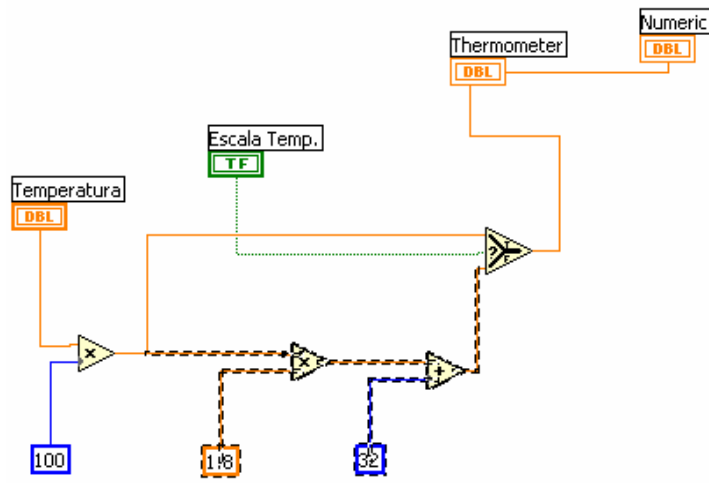 Numeric
DBL
Thermometer
DBL
Escala Temp.
TF
Temperatura
DBL
?
T
F
×
×
+
100
1.8
32